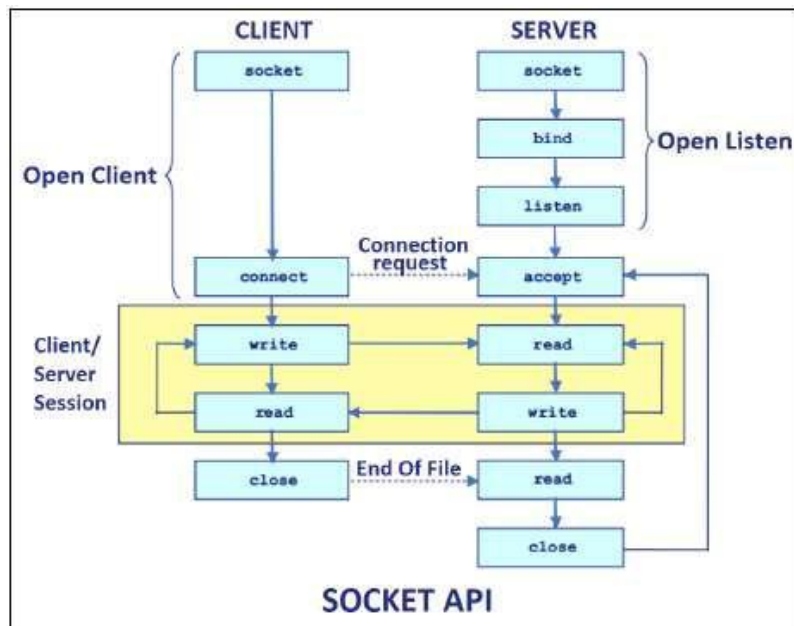 CLIENT
SERVER
socket
socket
bind
Open Client
Open Listen
listen
Connection
request
connect
accept
Client/
Server
Session
write
read
read
write
close
End Of File
read
close
SOCKET API